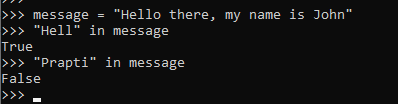 >>> message = "Hello there, my name is John"
>>> "Hell" in message
True
>>> "Prapti" in message
False
>>>